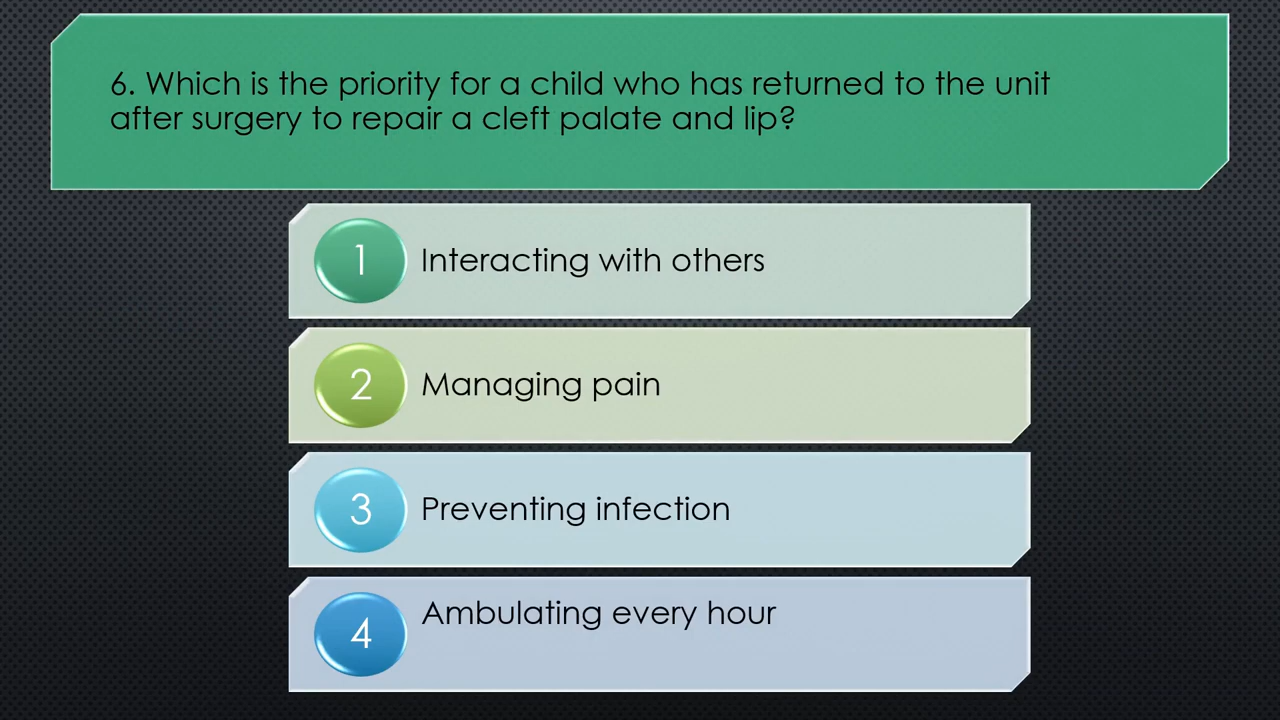 6. Which is the priority for a child who has returned to the unit
after surgery to repair a cleft palate and lip?
1 Interacting with others
2 Managing pain
3 Preventing infection
4 Ambulating every hour